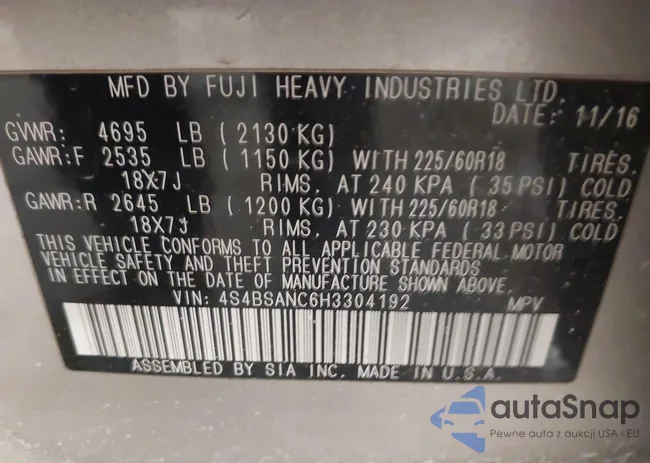 MFD BY FUJI HEAVY INDUSTRIES LTD.
DATE: 11/16
GVWR: 4695 LB (2130 KG)
GAWR:F 2535 LB (1150 KG) WITH 225/60R18 TIRES.
18X7J RIMS, AT 240 KPA (35 PSI) COLD
GAWR:R 2645 LB (1200 KG) WITH 225/60R18 TIRES.
18X7J RIMS, AT 230 KPA (33 PSI) COLD
THIS VEHICLE CONFORMS TO ALL APPLICABLE FEDERAL MOTOR
VEHICLE SAFETY AND THEFT PREVENTION STANDARDS
IN EFFECT ON THE DATE OF MANUFACTURE SHOWN ABOVE.
VIN: 4S4BSANC6H3304192 MPV
ASSEMBLED BY SIA INC. MADE IN U.S.A.
autaSnap
Pewne auta z aukcji USA i EU